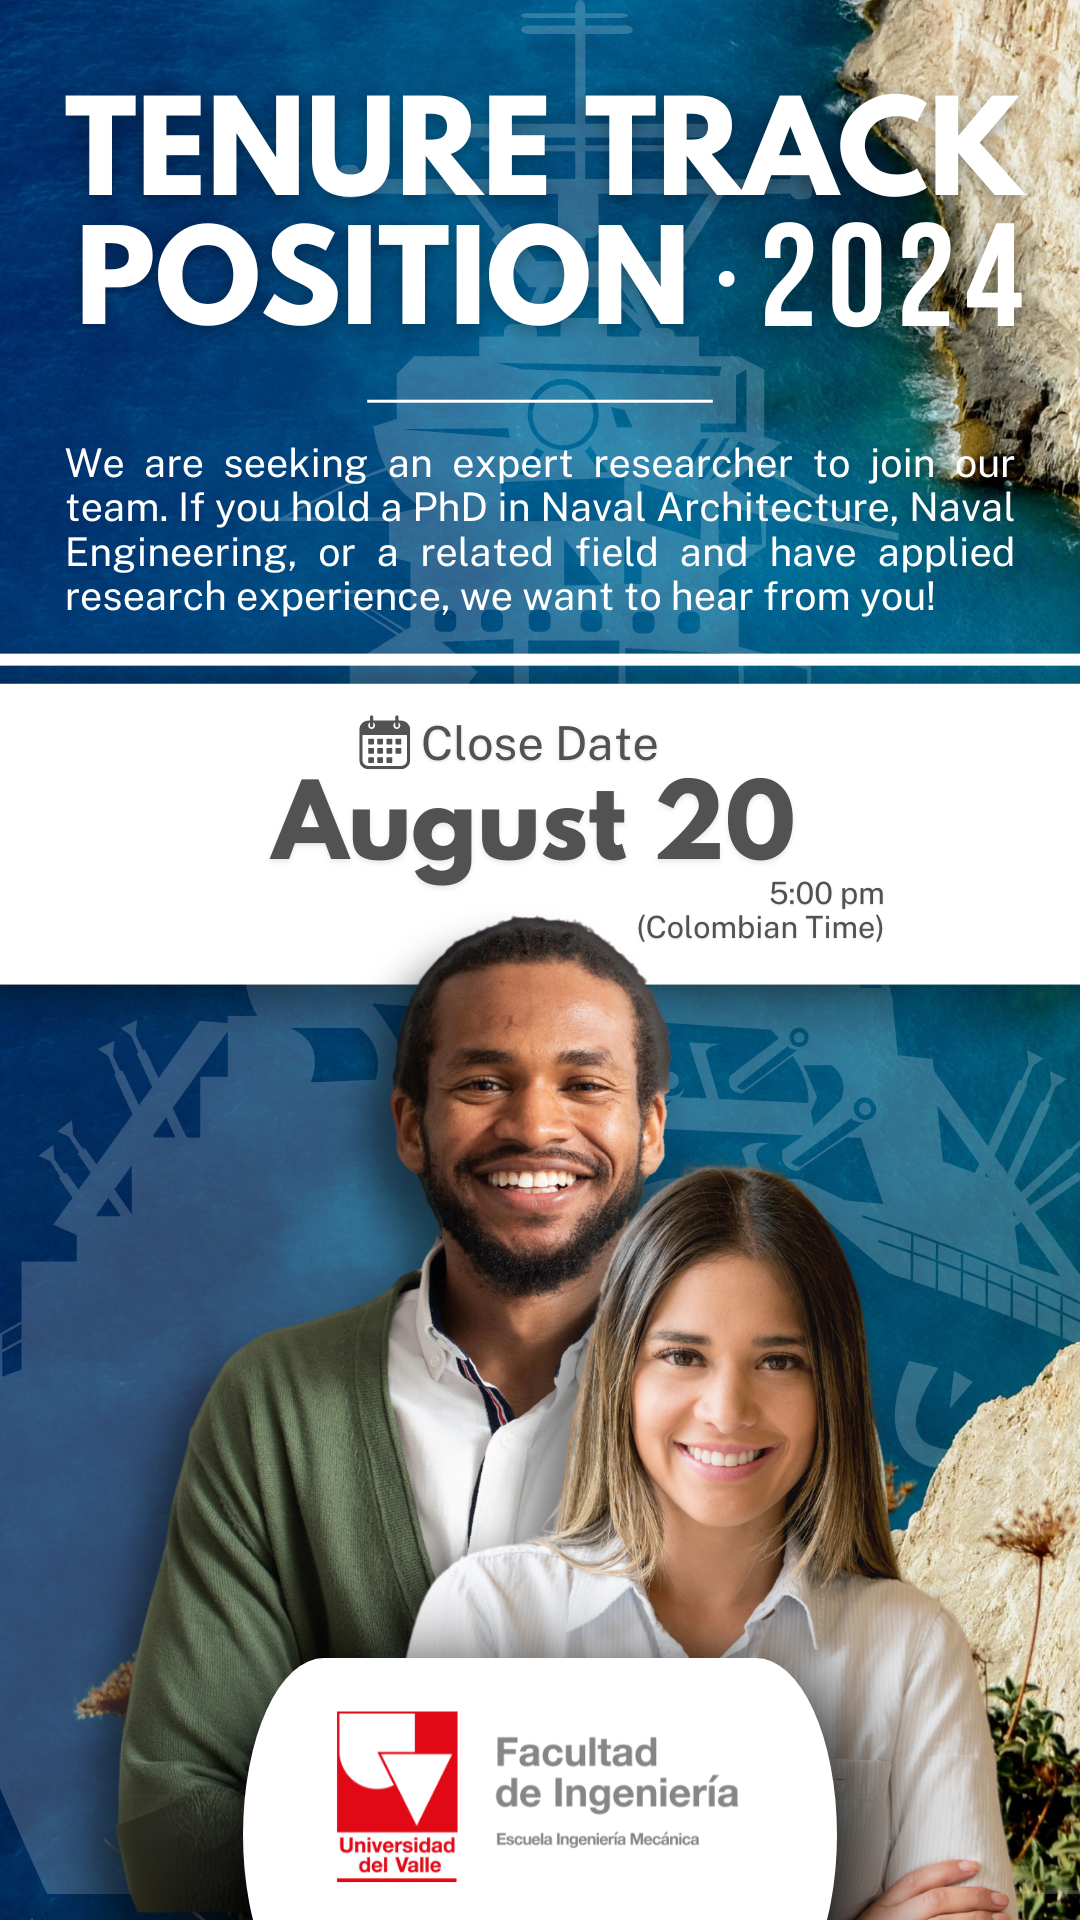 TENURE TRACK
POSITION · 2024
We are seeking an expert researcher to join our
team. If you hold a PhD in Naval Architecture, Naval
Engineering, or a related field and have applied
research experience, we want to hear from you!
Close Date
August 20
5:00 pm
(Colombian Time)
Universidad
del Valle
Facultad
de Ingeniería
Escuela Ingeniería Mecánica